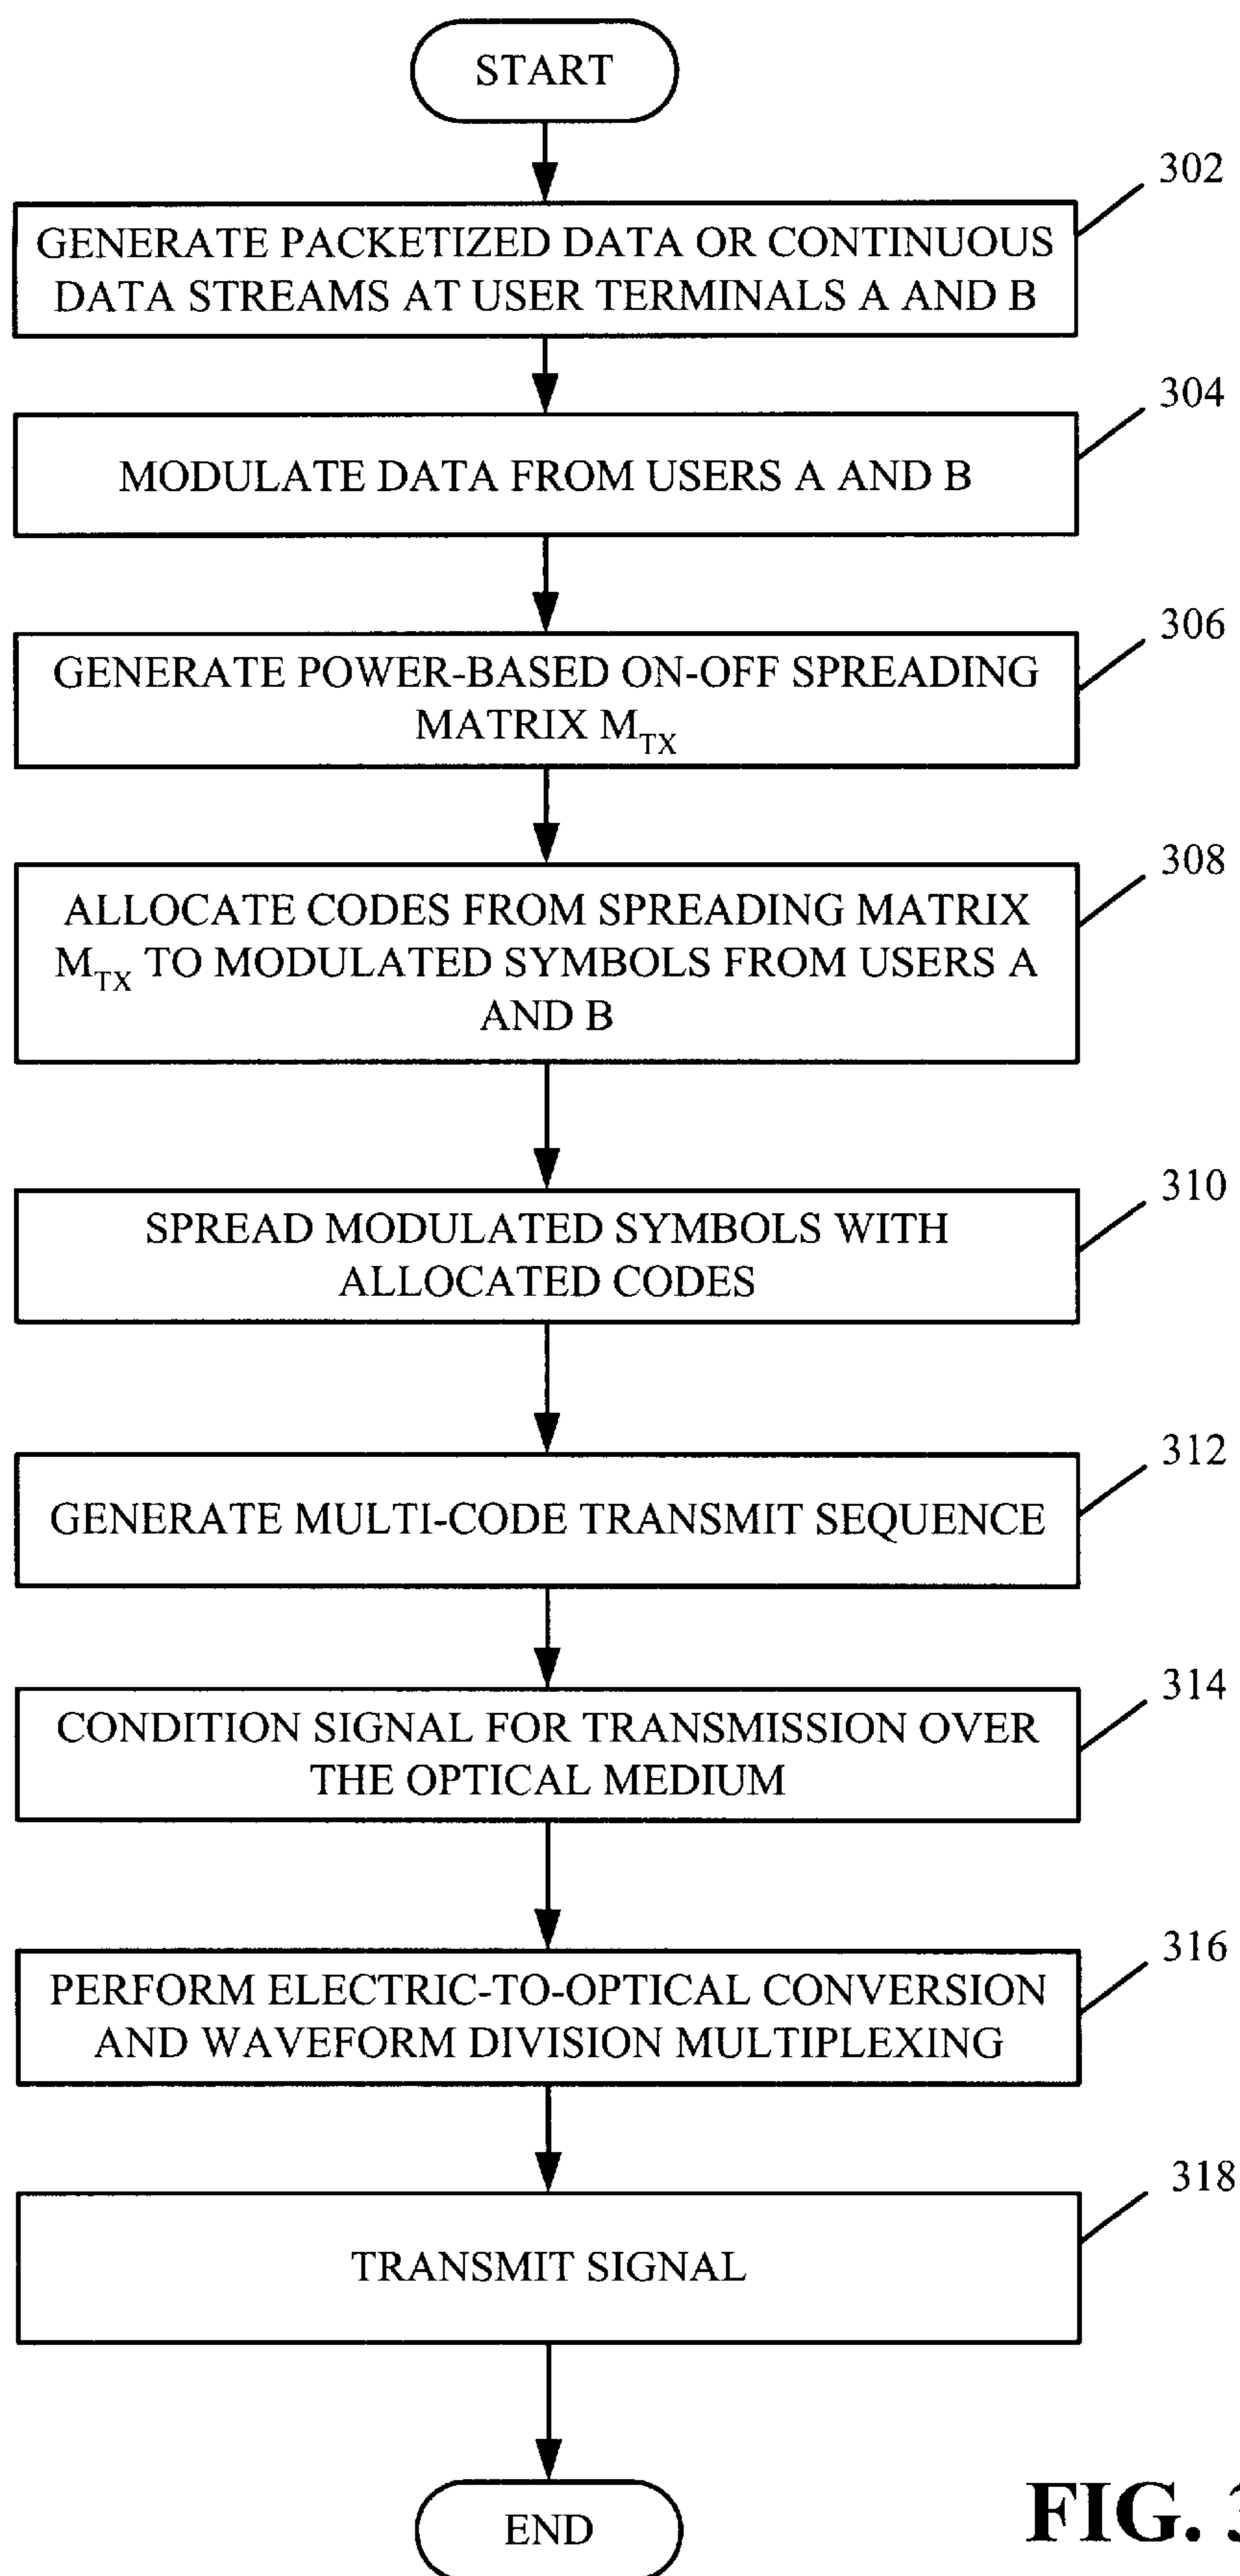 START
302
GENERATE PACKETIZED DATA OR CONTINUOUS
DATA STREAMS AT USER TERMINALS A AND B
304
MODULATE DATA FROM USERS A AND B
306
GENERATE POWER-BASED ON-OFF SPREADING
MATRIX M_TX
308
ALLOCATE CODES FROM SPREADING MATRIX
M_TX TO MODULATED SYMBOLS FROM USERS A
AND B
310
SPREAD MODULATED SYMBOLS WITH
ALLOCATED CODES
312
GENERATE MULTI-CODE TRANSMIT SEQUENCE
314
CONDITION SIGNAL FOR TRANSMISSION OVER
THE OPTICAL MEDIUM
316
PERFORM ELECTRIC-TO-OPTICAL CONVERSION
AND WAVEFORM DIVISION MULTIPLEXING
318
TRANSMIT SIGNAL
END
FIG. 3